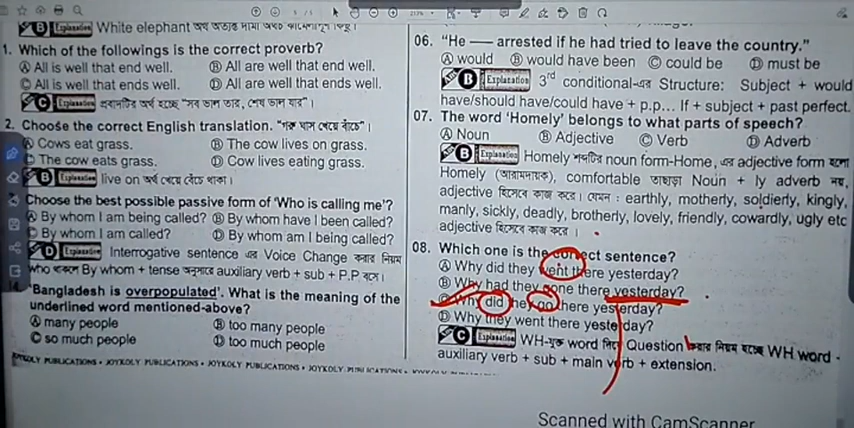 B Explanation White elephant অর্থ অত্যন্ত দামী অথচ
1. Which of the followings is the correct proverb?
Ⓐ All is well that end well. Ⓑ All are well that end well.
Ⓒ All is well that ends well. Ⓓ All are well that ends well.
C Explanation প্রবাদটির অর্থ হচ্ছে "সব ভাল তার, শেষ ভাল যার"।
2. Choose the correct English translation. "গরু ঘাস খেয়ে বাঁচে"।
Ⓐ Cows eat grass. Ⓑ The cow lives on grass.
Ⓒ The cow eats grass. Ⓓ Cow lives eating grass.
B Explanation live on অর্থ খেয়ে বেঁচে থাকা।
Choose the best possible passive form of 'Who is calling me'?
Ⓐ By whom I am being called? Ⓑ By whom have I been called?
Ⓒ By whom I am called? Ⓓ By whom am I being called?
D Explanation Interrogative sentence এর Voice Change করার নিয়ম
who থাকলে By whom + tense অনুসারে auxiliary verb + sub + P.P বসে।
'Bangladesh is overpopulated'. What is the meaning of the
underlined word mentioned-above?
Ⓐ many people Ⓑ too many people
Ⓒ so much people Ⓓ too much people
JOYKOLY PUBLICATIONS • JOYKOLY PUBLICATIONS • JOYKOLY PUBLICATIONS • JOYKOLY PUBLICATIONS
06. "He — arrested if he had tried to leave the country."
Ⓐ would Ⓑ would have been Ⓒ could be Ⓓ must be
B Explanation 3rd conditional-এর Structure: Subject + would
have/should have/could have + p.p... If + subject + past perfect.
07. The word 'Homely' belongs to what parts of speech?
Ⓐ Noun Ⓑ Adjective Ⓒ Verb Ⓓ Adverb
B Explanation Homely শব্দটির noun form-Home, এর adjective form হলো
Homely (আরামদায়ক), comfortable তাছাড়া Noun + ly adverb নয়,
adjective হিসেবে কাজ করে। যেমন : earthly, motherly, soldierly, kingly,
manly, sickly, deadly, brotherly, lovely, friendly, cowardly, ugly etc
adjective হিসেবে কাজ করে।
08. Which one is the correct sentence?
Ⓐ Why did they went there yesterday?
Ⓑ Why had they gone there yesterday?
Ⓒ Why did they go there yesterday?
Ⓓ Why they went there yesterday?
C Explanation WH-যুক্ত word দিয়ে Question করার নিয়ম হচ্ছে WH word -
auxiliary verb + sub + main verb + extension.
Scanned with CamScanner